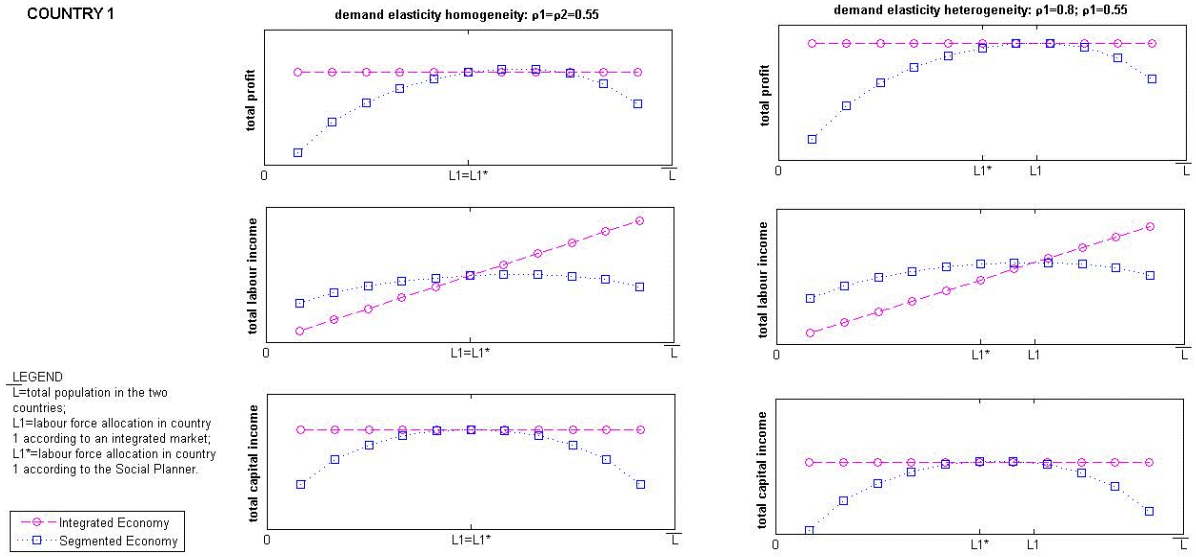 COUNTRY 1
demand elasticity homogeneity: ρ1=ρ2=0.55
demand elasticity heterogeneity: ρ1=0.8; ρ1=0.55
total profit
0
L1=L1*
L
total profit
0
L1*
L1
L
total labour income
0
L1=L1*
L
total labour income
0
L1*
L1
L
LEGEND
L=total population in the two
countries;
L1=labour force allocation in country
1 according to an integrated market;
L1*=labour force allocation in country
1 according to the Social Planner.
total capital income
0
L1=L1*
L
total capital income
0
L1*
L1
L
Integrated Economy
Segmented Economy